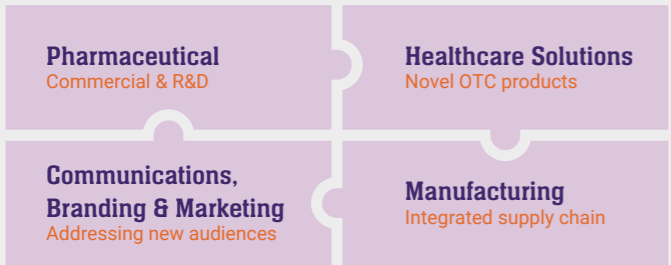 Pharmaceutical
Commercial & R&D
Healthcare Solutions
Novel OTC products
Communications,
Branding & Marketing
Addressing new audiences
Manufacturing
Integrated supply chain